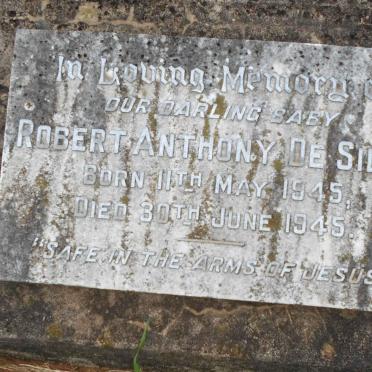 In Loving Memory o
OUR DARLING BABY
ROBERT ANTHONY DE SIL
BORN 11TH MAY 1945,
DIED 30TH JUNE 1945.
"SAFE IN THE ARMS OF JESUS